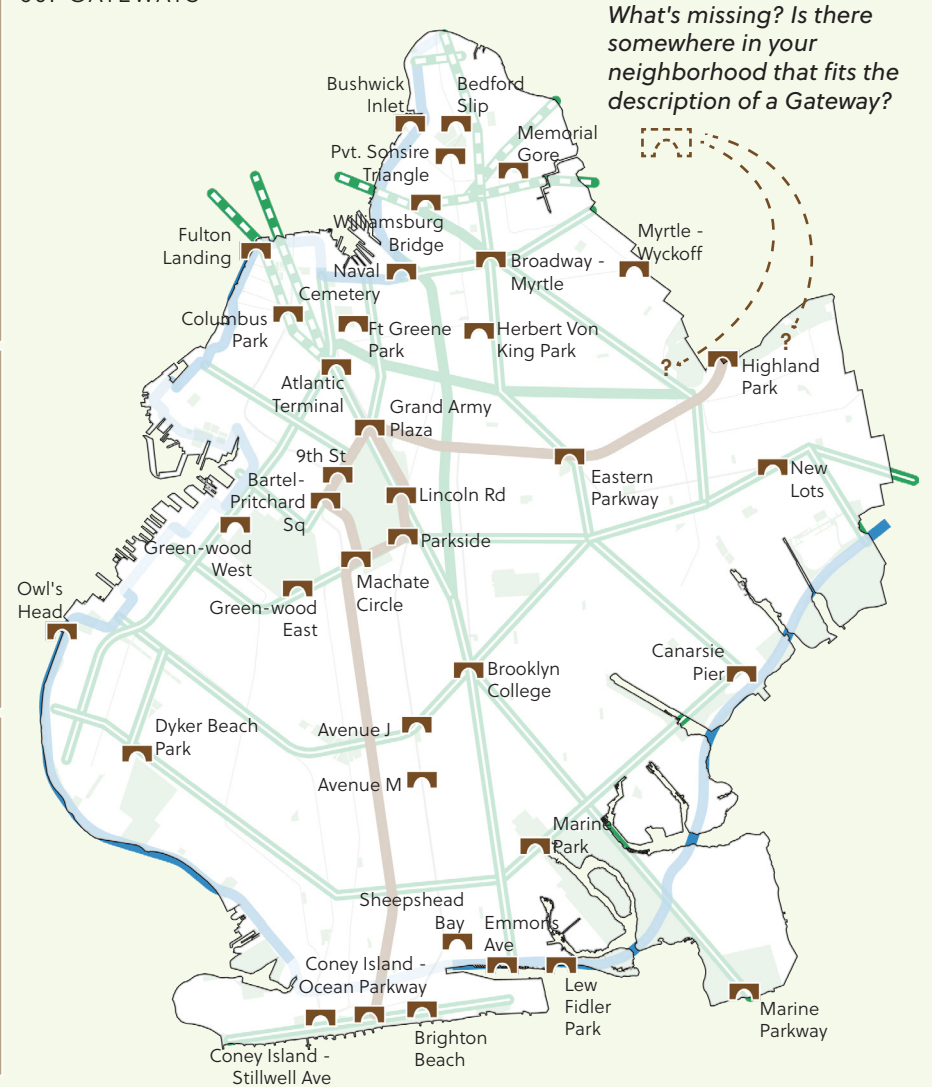 What's missing? Is there
somewhere in your
neighborhood that fits the
description of a Gateway?
Bushwick
Inlet
Bedford
Slip
Pvt. Sonsire
Triangle
Memorial
Gore
Williamsburg
Bridge
Fulton
Landing
Naval
Cemetery
Broadway -
Myrtle
Myrtle -
Wyckoff
Columbus
Park
Ft Greene
Park
Herbert Von
King Park
?
?
Highland
Park
Atlantic
Terminal
Grand Army
Plaza
9th St
Bartel-
Pritchard
Sq
Lincoln Rd
Eastern
Parkway
New
Lots
Green-wood
West
Parkside
Machate
Circle
Owl's
Head
Green-wood
East
Brooklyn
College
Canarsie
Pier
Dyker Beach
Park
Avenue J
Avenue M
Marine
Park
Sheepshead
Bay
Emmons
Ave
Coney Island -
Ocean Parkway
Lew
Fidler
Park
Marine
Parkway
Brighton
Beach
Coney Island -
Stillwell Ave